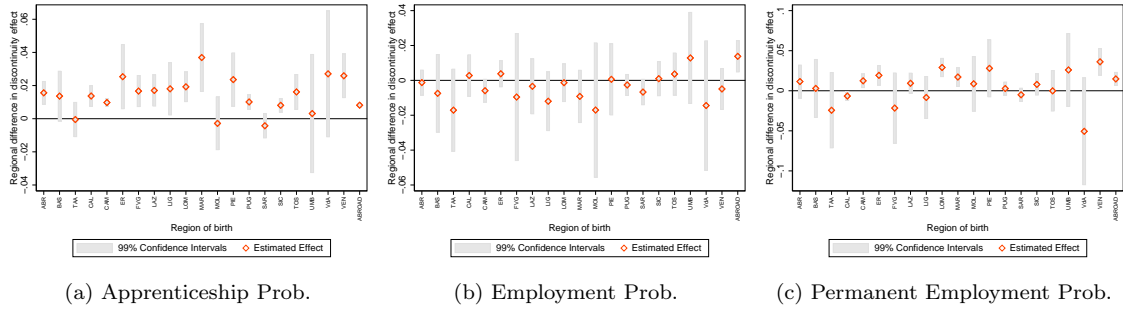 Regional difference in discontinuity effect
.06
.04
.02
0
-.02
-.04
ABR BAS TAA CAL CAM ER FVG LAZ LIG LOM MAR MOL PIE PUG SAR SIC TOS UMB VdA VEN ABROAD
Region of birth
99% Confidence Intervals Estimated Effect
(a) Apprenticeship Prob.
Regional difference in discontinuity effect
.04
.02
0
-.02
-.04
-.06
ABR BAS TAA CAL CAM ER FVG LAZ LIG LOM MAR MOL PIE PUG SAR SIC TOS UMB VdA VEN ABROAD
Region of birth
99% Confidence Intervals Estimated Effect
(b) Employment Prob.
Regional difference in discontinuity effect
.1
.05
0
-.05
-.1
ABR BAS TAA CAL CAM ER FVG LAZ LIG LOM MAR MOL PIE PUG SAR SIC TOS UMB VdA VEN ABROAD
Region of birth
99% Confidence Intervals Estimated Effect
(c) Permanent Employment Prob.